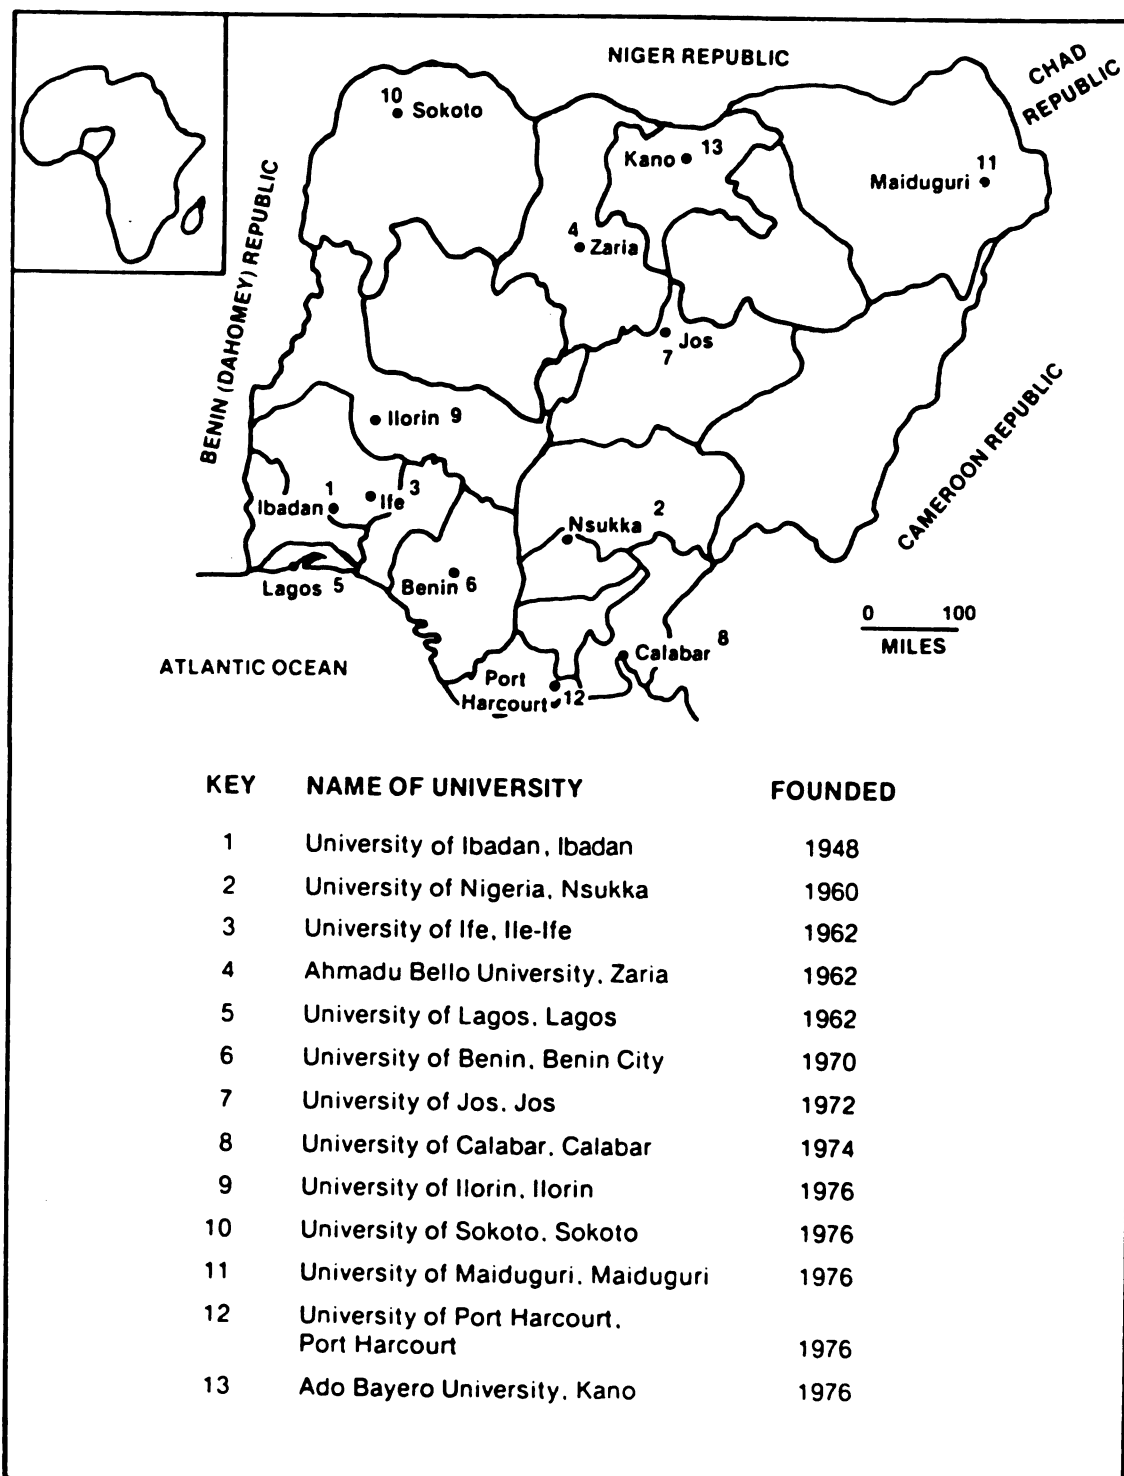 NIGER REPUBLIC
CHAD
REPUBLIC
10
Sokoto
Kano 13
11
Maiduguri
4
Zaria
BENIN (DAHOMEY) REPUBLIC
Jos
7
CAMEROON REPUBLIC
Ilorin 9
1
Ibadan
3
Ife
2
Nsukka
Lagos 5
Benin 6
0 100
MILES
8
Calabar
ATLANTIC OCEAN
Port
Harcourt 12
KEY NAME OF UNIVERSITY FOUNDED
1 University of Ibadan, Ibadan 1948
2 University of Nigeria, Nsukka 1960
3 University of Ife, Ile-Ife 1962
4 Ahmadu Bello University, Zaria 1962
5 University of Lagos, Lagos 1962
6 University of Benin, Benin City 1970
7 University of Jos, Jos 1972
8 University of Calabar, Calabar 1974
9 University of Ilorin, Ilorin 1976
10 University of Sokoto, Sokoto 1976
11 University of Maiduguri, Maiduguri 1976
12 University of Port Harcourt,
Port Harcourt 1976
13 Ado Bayero University, Kano 1976